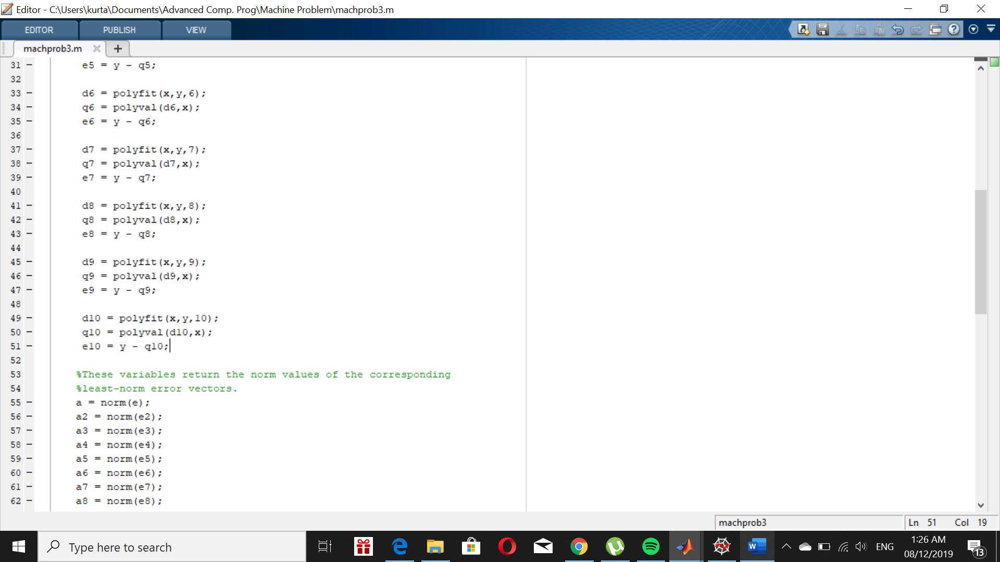 Editor - C:\Users\kurta\Documents\Advanced Comp. Prog\Machine Problem\machprob3.m
EDITOR PUBLISH VIEW
machprob3.m
31 - e5 = y - q5;
32
33 - d6 = polyfit(x,y,6);
34 - q6 = polyval(d6,x);
35 - e6 = y - q6;
36
37 - d7 = polyfit(x,y,7);
38 - q7 = polyval(d7,x);
39 - e7 = y - q7;
40
41 - d8 = polyfit(x,y,8);
42 - q8 = polyval(d8,x);
43 - e8 = y - q8;
44
45 - d9 = polyfit(x,y,9);
46 - q9 = polyval(d9,x);
47 - e9 = y - q9;
48
49 - d10 = polyfit(x,y,10);
50 - q10 = polyval(d10,x);
51 - e10 = y - q10;
52
53 %These variables return the norm values of the corresponding
54 %least-norm error vectors.
55 - a = norm(e);
56 - a2 = norm(e2);
57 - a3 = norm(e3);
58 - a4 = norm(e4);
59 - a5 = norm(e5);
60 - a6 = norm(e6);
61 - a7 = norm(e7);
62 - a8 = norm(e8);
machprob3 Ln 51 Col 19
Type here to search
W
ENG
1:26 AM
08/12/2019
13